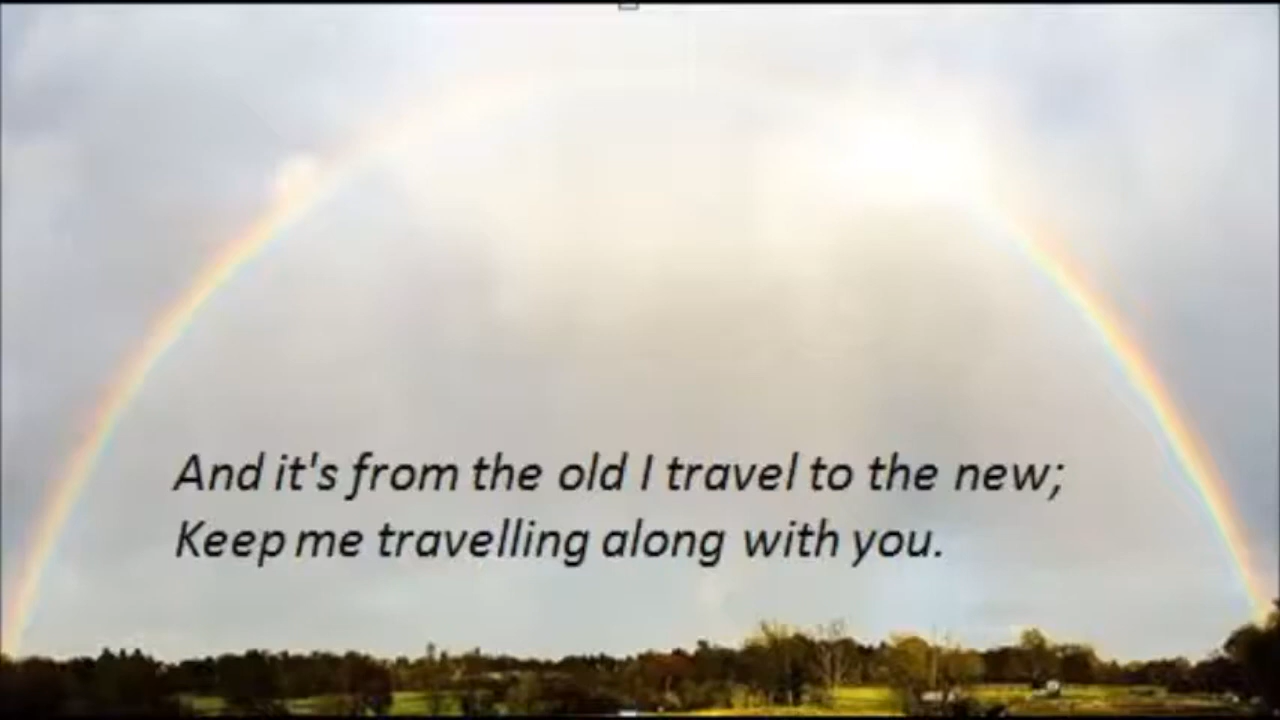 And it's from the old I travel to the new;
Keep me travelling along with you.